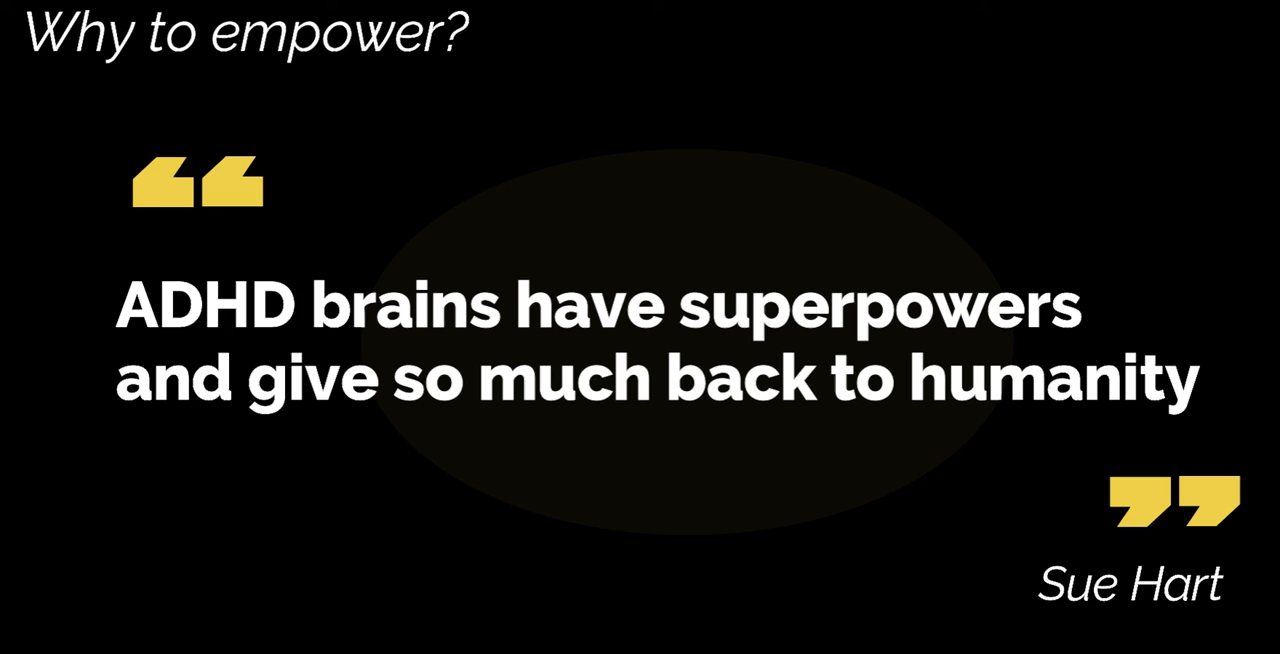 Why to empower?
“
ADHD brains have superpowers
and give so much back to humanity
”
Sue Hart